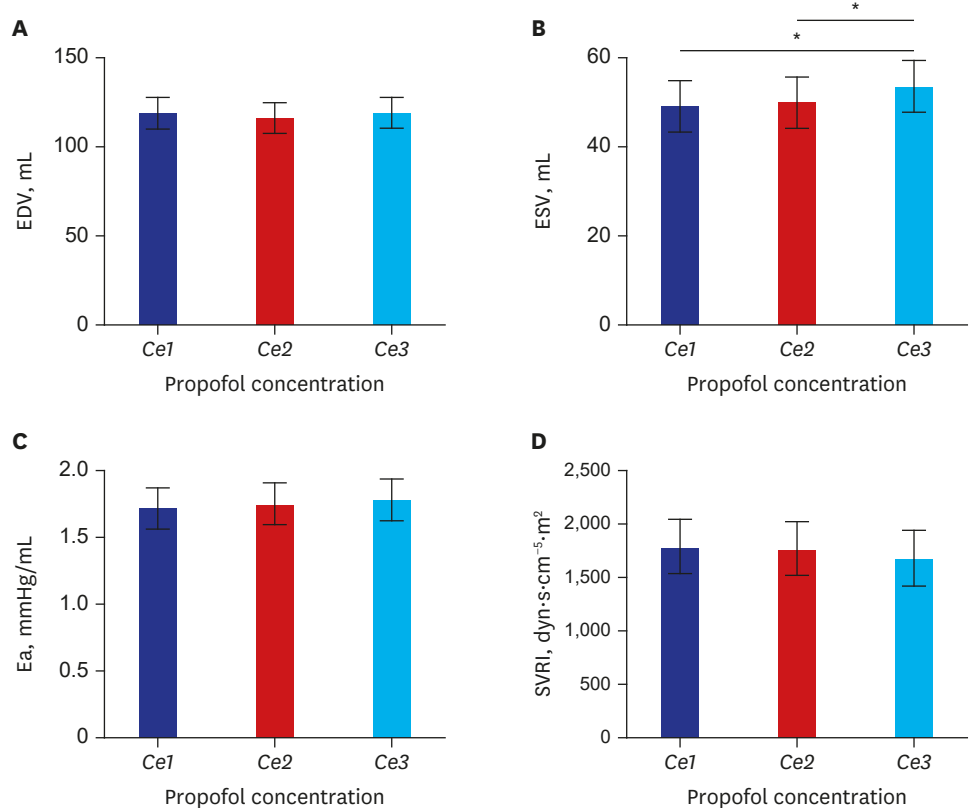 A
150
100
50
0
EDV, mL
Ce1 Ce2 Ce3
Propofol concentration
B
*
*
60
40
20
0
ESV, mL
Ce1 Ce2 Ce3
Propofol concentration
C
2.0
1.5
1.0
0.5
0
Ea, mmHg/mL
Ce1 Ce2 Ce3
Propofol concentration
D
2,500
2,000
1,500
1,000
500
0
SVRI, dyn·s·cm⁻⁵·m²
Ce1 Ce2 Ce3
Propofol concentration